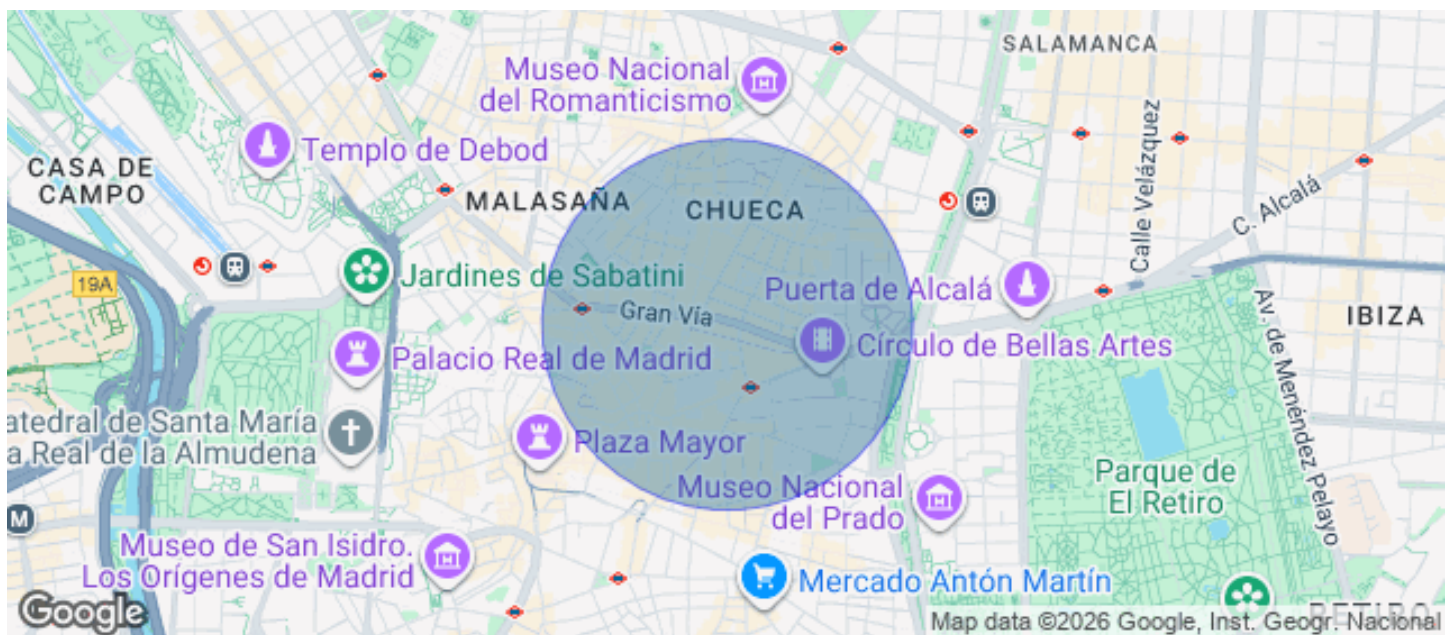 SALAMANCA
Museo Nacional
del Romanticismo
Templo de Debod
CASA DE
CAMPO
MALASAÑA
CHUECA
Calle Velázquez
C. Alcalá
Jardines de Sabatini
19A
Gran Vía
Puerta de Alcalá
IBIZA
Av. de Menéndez Pelayo
Palacio Real de Madrid
Círculo de Bellas Artes
atedral de Santa María
a Real de la Almudena
Plaza Mayor
Museo Nacional
del Prado
Parque de
El Retiro
M
Museo de San Isidro.
Los Orígenes de Madrid
Mercado Antón Martín
RETIRO
Google
Map data ©2026 Google, Inst. Geogr. Nacional